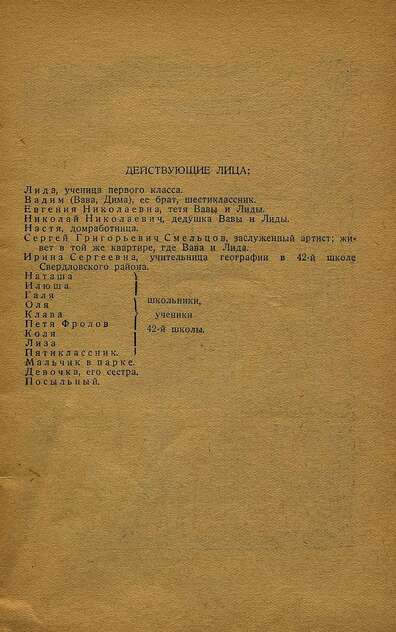 ДЕЙСТВУЮЩИЕ ЛИЦА:
Лида, ученица первого класса.
Вадим (Вава, Дима), ее брат, шестиклассник.
Евгения Николаевна, тетя Вавы и Лиды.
Николай Николаевич, дедушка Вавы и Лиды.
Настя, домработница.
Сергей Григорьевич Смельцов, заслуженный артист; жи-
вет в той же квартире, где Вава и Лида.
Ирина Сергеевна, учительница географии в 42-й школе
Свердловского района.
Наташа
Илюша
Галя
Оля
Клава
Петя Фролов
Коля
Лиза
Пятиклассник.
школьники,
ученики
42-й школы.
Мальчик в парке.
Девочка, его сестра.
Посыльный.